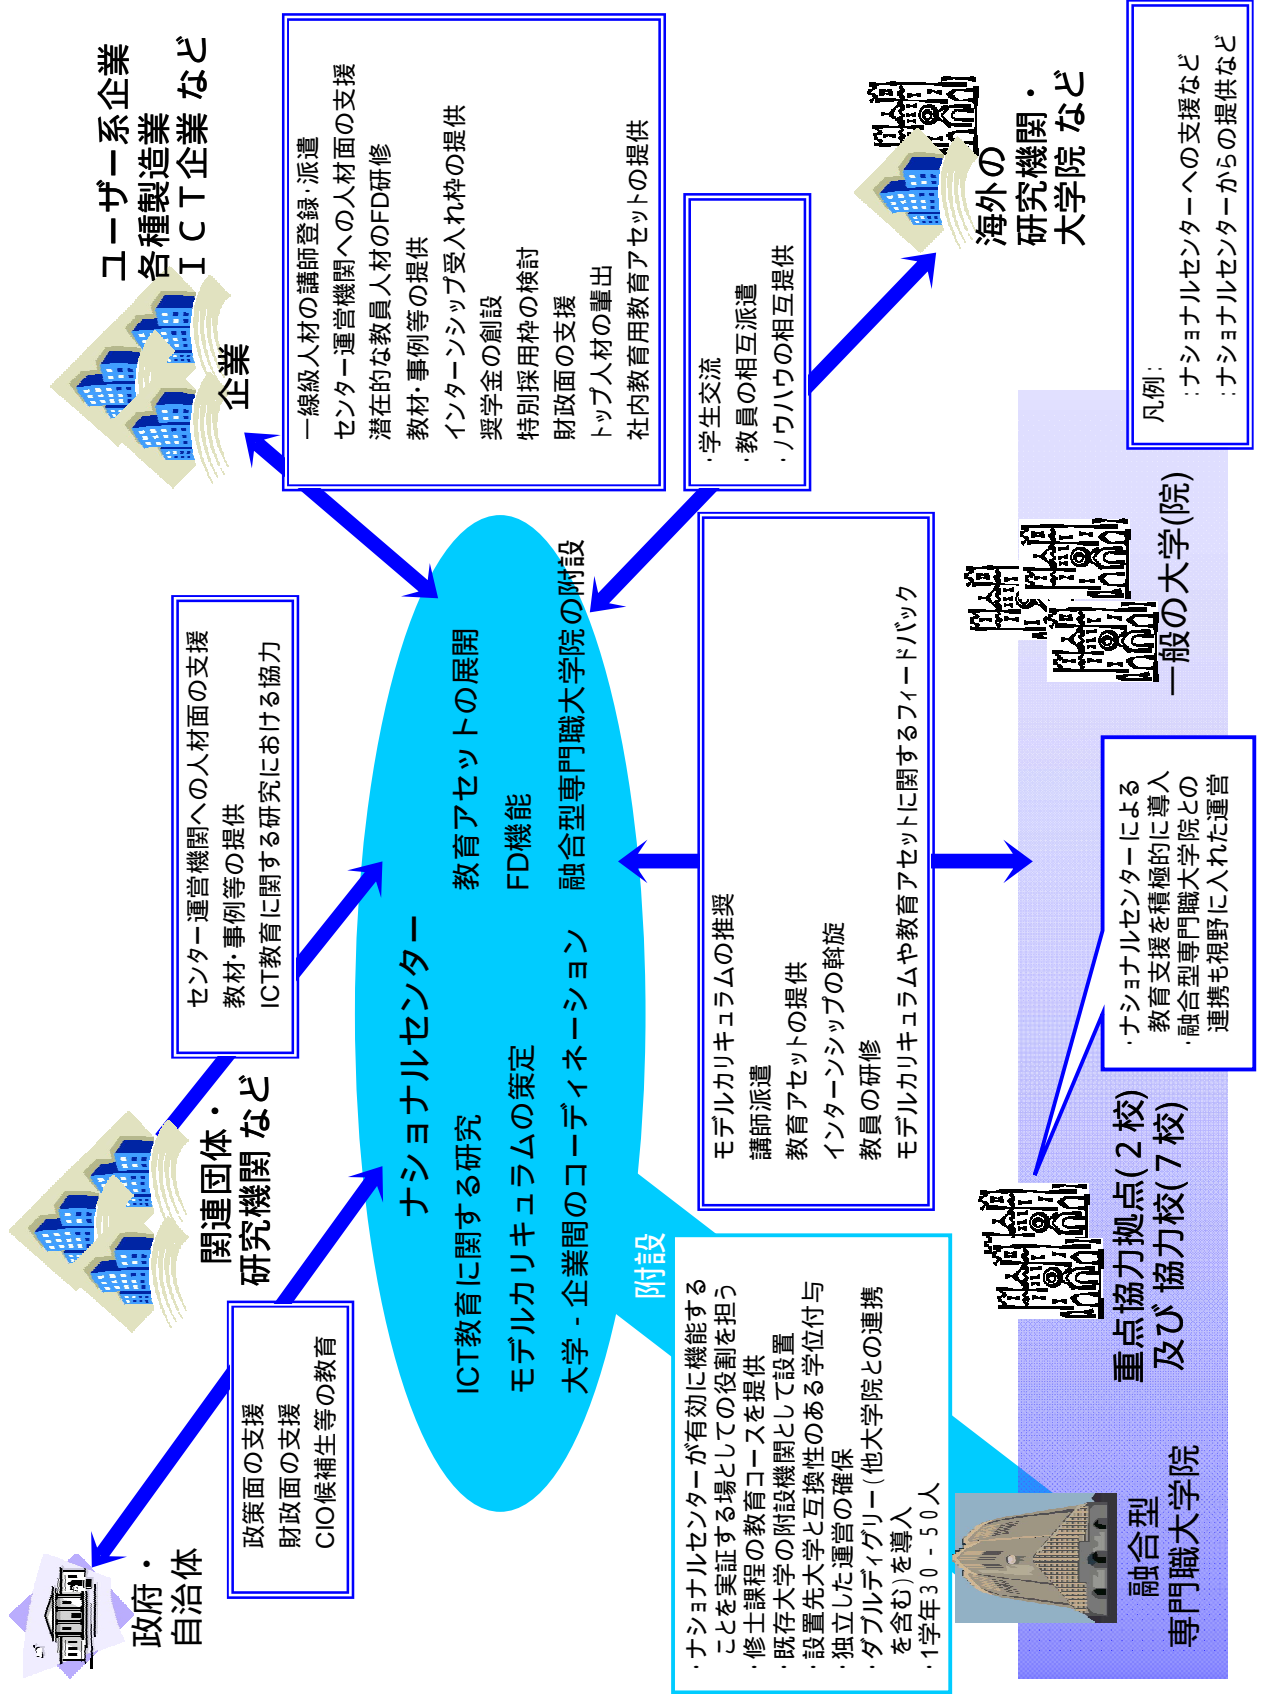 政府・
自治体
関連団体・
研究機関 など
企業
ユーザー系企業
各種製造業
ＩＣＴ企業 など
政策面の支援
財政面の支援
CIO候補生等の教育
センター運営機関への人材面の支援
教材･事例等の提供
ICT教育に関する研究における協力
一線級人材の講師登録･派遣
センター運営機関への人材面の支援
潜在的な教員人材のFD研修
教材･事例等の提供
インターンシップ受入れ枠の提供
奨学金の創設
特別採用枠の検討
財政面の支援
トップ人材の輩出
社内教育用教育アセットの提供
ナショナルセンター
ICT教育に関する研究
モデルカリキュラムの策定
大学‐企業間のコーディネーション
教育アセットの展開
FD機能
融合型専門職大学院の附設
･学生交流
･教員の相互派遣
･ノウハウの相互提供
海外の
研究機関・
大学院 など
附設
･ナショナルセンターが有効に機能する
ことを実証する場としての役割を担う
･修士課程の教育コースを提供
･既存大学の附設機関として設置
･設置先大学と互換性のある学位付与
･独立した運営の確保
･ダブルディグリー(他大学院との連携
を含む)を導入
･1学年30‐50人
モデルカリキュラムの推奨
講師派遣
教育アセットの提供
インターンシップの斡旋
教員の研修
モデルカリキュラムや教育アセットに関するフィードバック
融合型
専門職大学院
重点協力拠点(２校)
及び 協力校(７校)
･ナショナルセンターによる
教育支援を積極的に導入
･融合型専門職大学院との
連携も視野に入れた運営
一般の大学(院)
凡例：
：ナショナルセンターへの支援など
：ナショナルセンターからの提供など